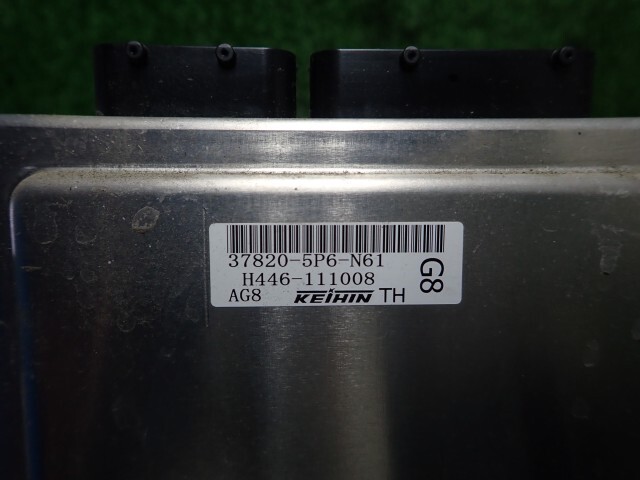 37820-5P6-N61
H446-111008
AG8 KEIHIN TH
G8